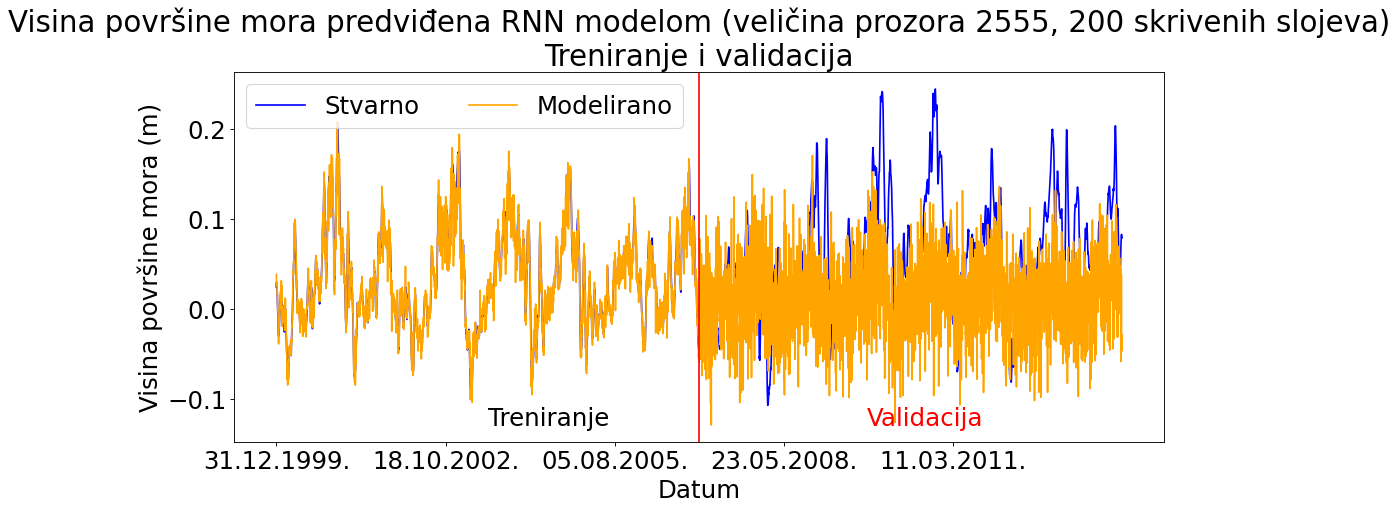 Visina površine mora predviđena RNN modelom (veličina prozora 2555, 200 skrivenih slojeva)
Treniranje i validacija
Stvarno
Modelirano
Visina površine mora (m)
0.2
0.1
0.0
−0.1
Treniranje
Validacija
31.12.1999.
18.10.2002.
05.08.2005.
23.05.2008.
11.03.2011.
Datum